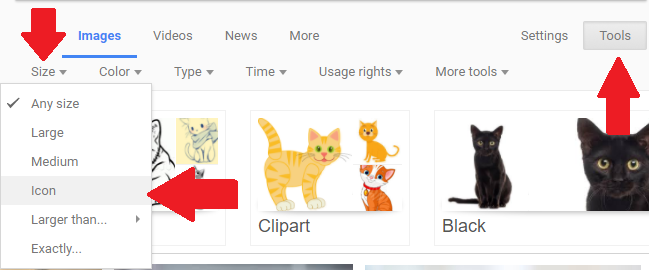 Images Videos News More Settings Tools
Size Color Type Time Usage rights More tools
Any size
Large
Medium
Icon
Larger than...
Exactly...
Clipart
Black